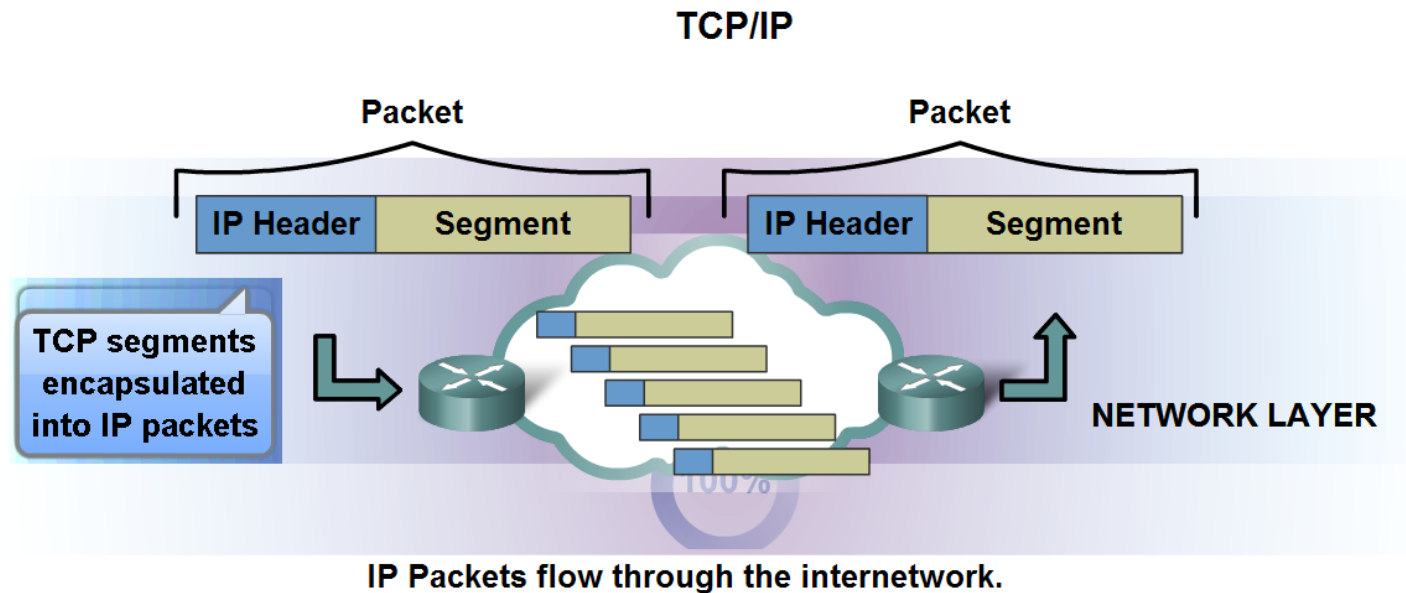 TCP/IP
Packet
Packet
IP Header
Segment
IP Header
Segment
TCP segments
encapsulated
into IP packets
NETWORK LAYER
100%
IP Packets flow through the internetwork.